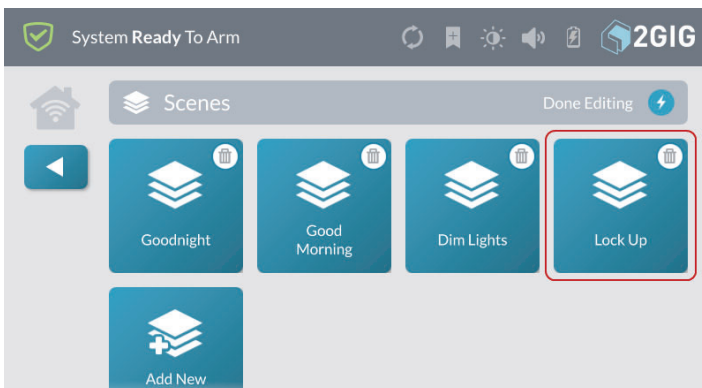 System Ready To Arm
2GIG
Scenes
Done Editing
Goodnight
Good
Morning
Dim Lights
Lock Up
Add New